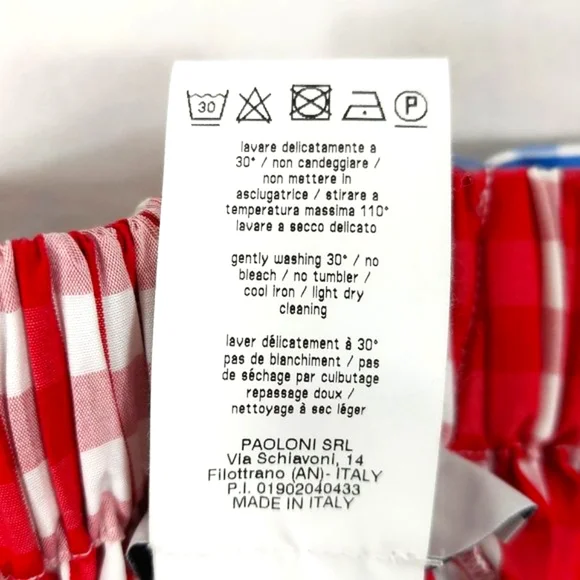 30
P
lavare delicatamente a
30° / non candeggiare /
non mettere in
asciugatrice / stirare a
temperatura massima 110°
lavare a secco delicato
gently washing 30° / no
bleach / no tumbler /
cool iron / light dry
cleaning
laver délicatement à 30°
pas de blanchiment / pas
de séchage par culbutage
repassage doux /
nettoyage à sec léger
PAOLONI SRL
Via Schiavoni, 14
Filottrano (AN)- ITALY
P.I. 01902040433
MADE IN ITALY